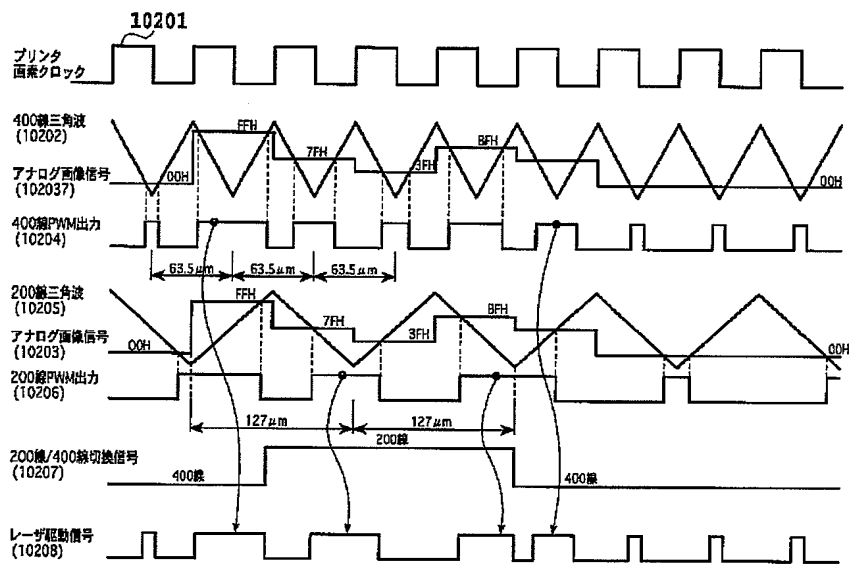 10201
プリンタ
画素クロック
400線三角波
(10202)
FFH
7FH
3FH
BFH
アナログ画像信号
(102037)
00H
00H
400線PWM出力
(10204)
63.5μm
63.5μm
63.5μm
200線三角波
(10205)
FFH
7FH
3FH
BFH
アナログ画像信号
(10203)
00H
00H
200線PWM出力
(10206)
127μm
127μm
200線/400線切換信号
(10207)
400線
200線
400線
レーザ駆動信号
(10208)